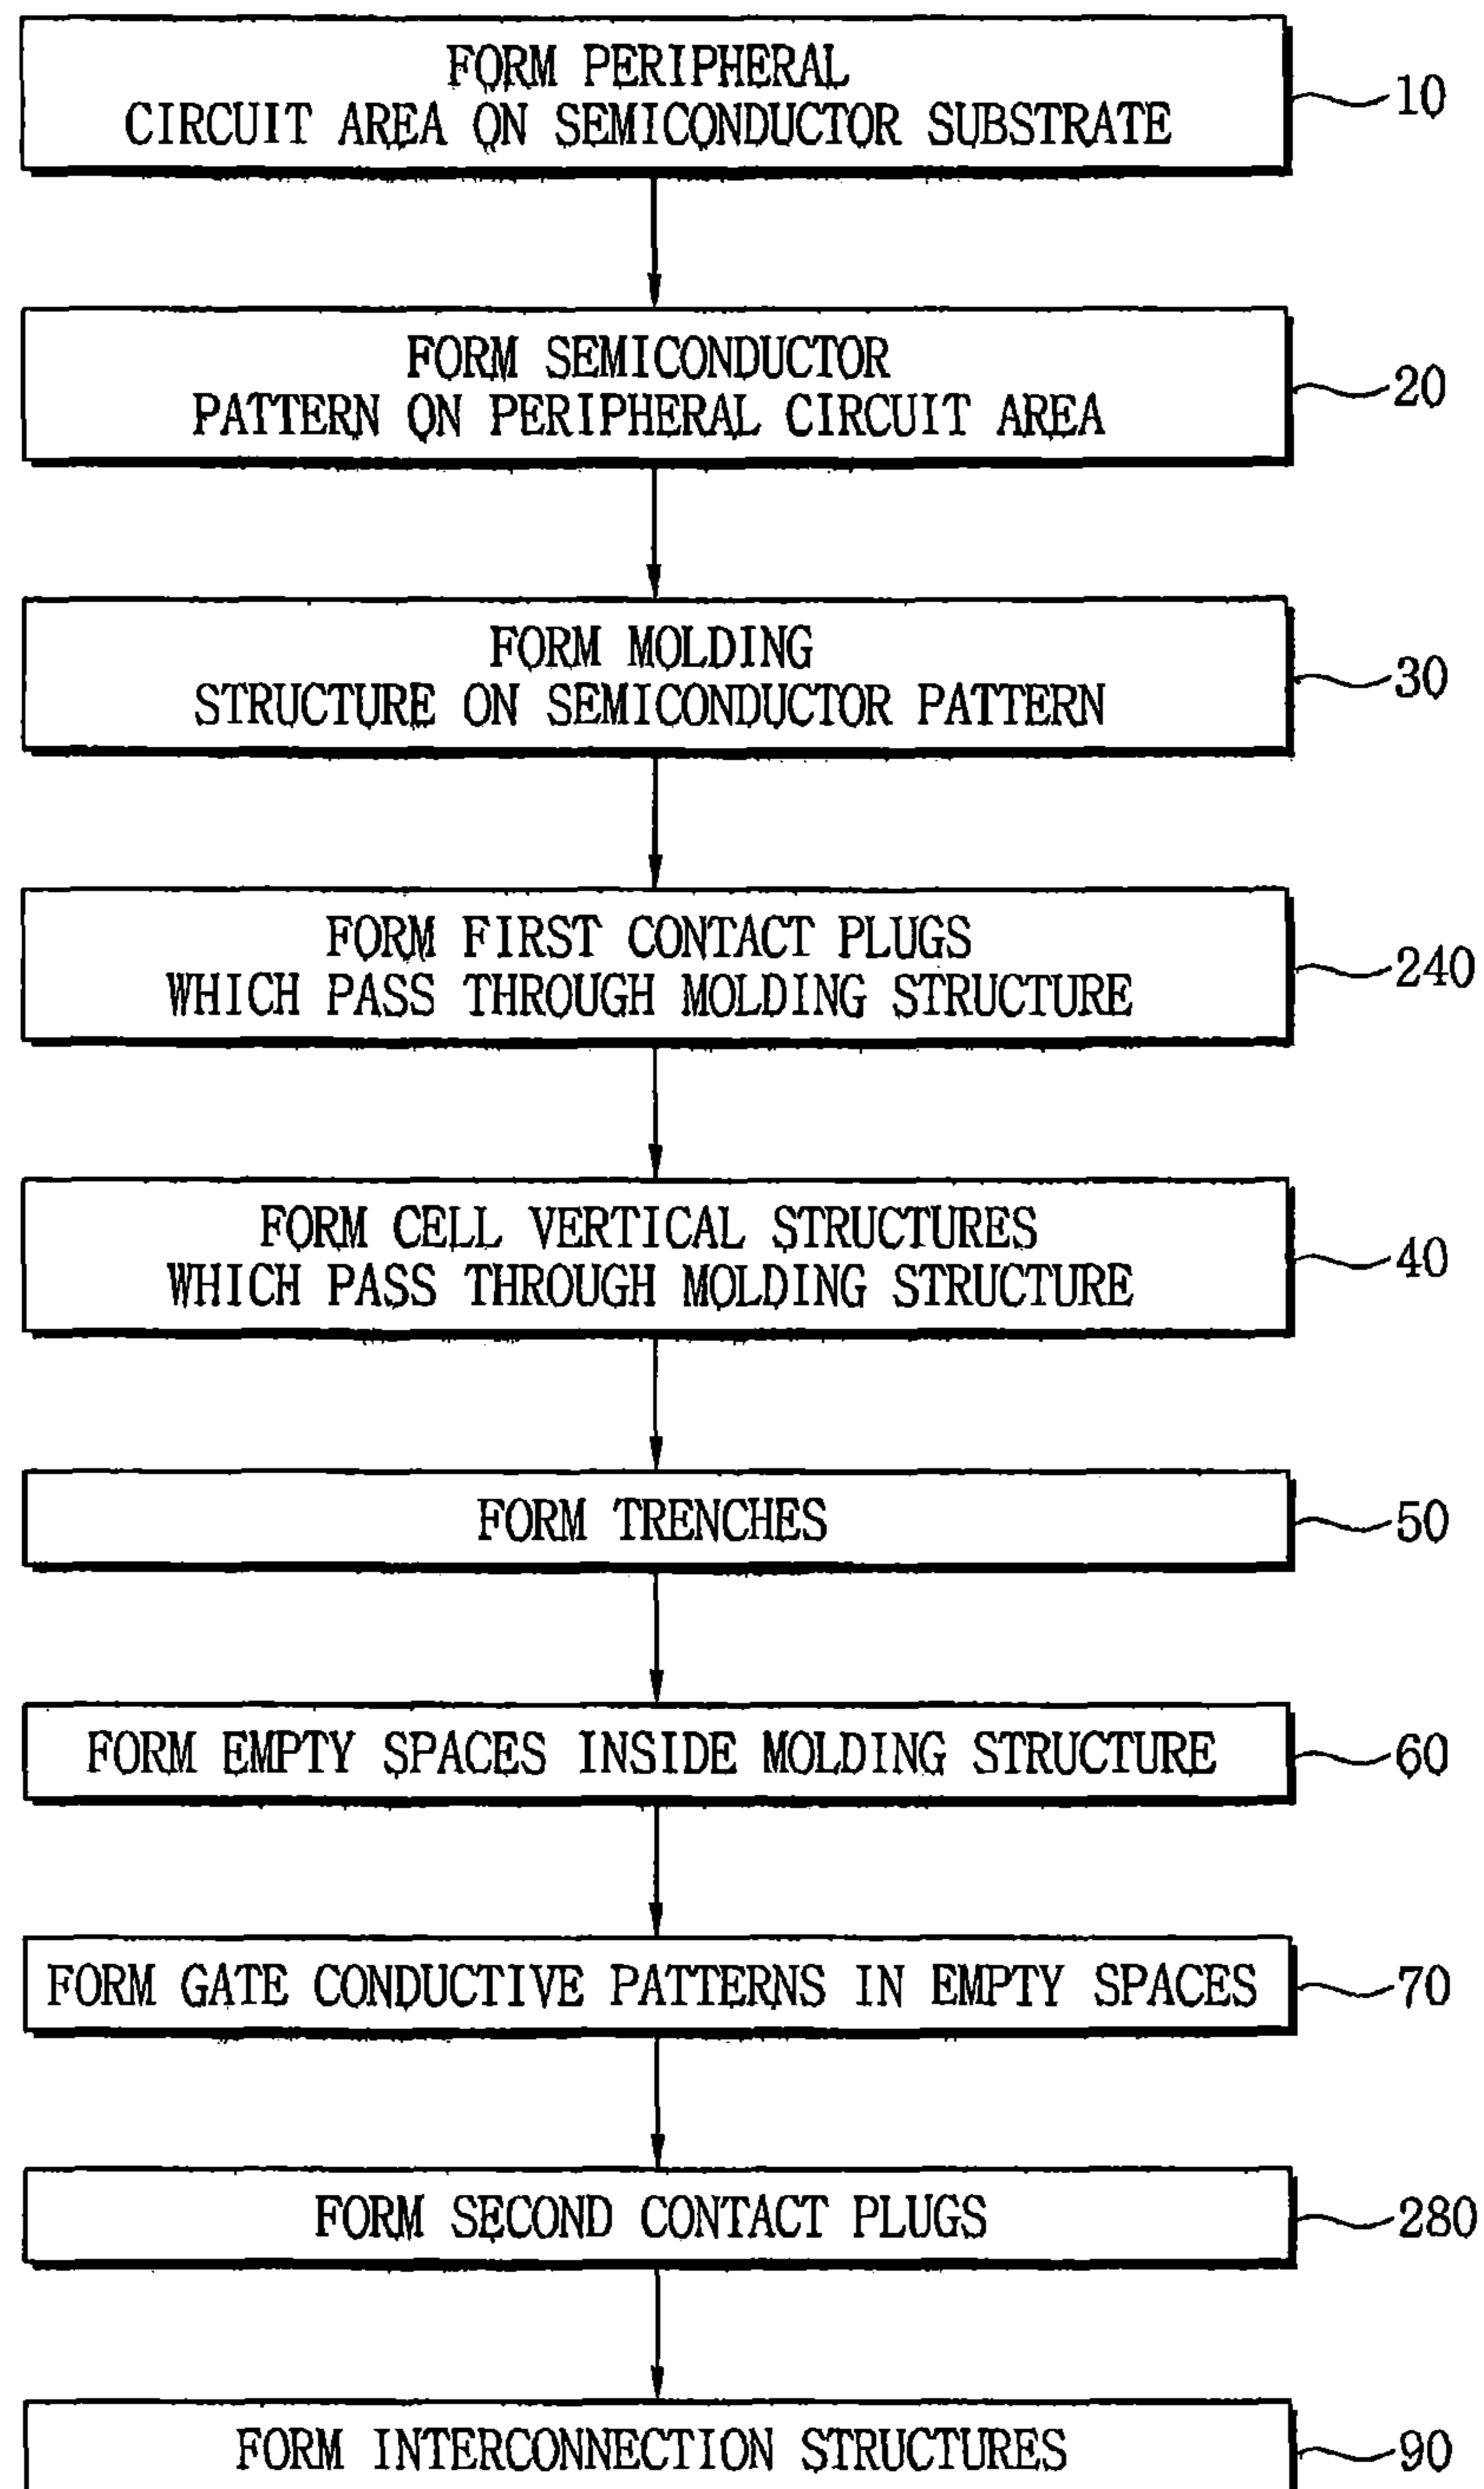 FORM PERIPHERAL
CIRCUIT AREA ON SEMICONDUCTOR SUBSTRATE
10
FORM SEMICONDUCTOR
PATTERN ON PERIPHERAL CIRCUIT AREA
20
FORM MOLDING
STRUCTURE ON SEMICONDUCTOR PATTERN
30
FORM FIRST CONTACT PLUGS
WHICH PASS THROUGH MOLDING STRUCTURE
240
FORM CELL VERTICAL STRUCTURES
WHICH PASS THROUGH MOLDING STRUCTURE
40
FORM TRENCHES
50
FORM EMPTY SPACES INSIDE MOLDING STRUCTURE
60
FORM GATE CONDUCTIVE PATTERNS IN EMPTY SPACES
70
FORM SECOND CONTACT PLUGS
280
FORM INTERCONNECTION STRUCTURES
90